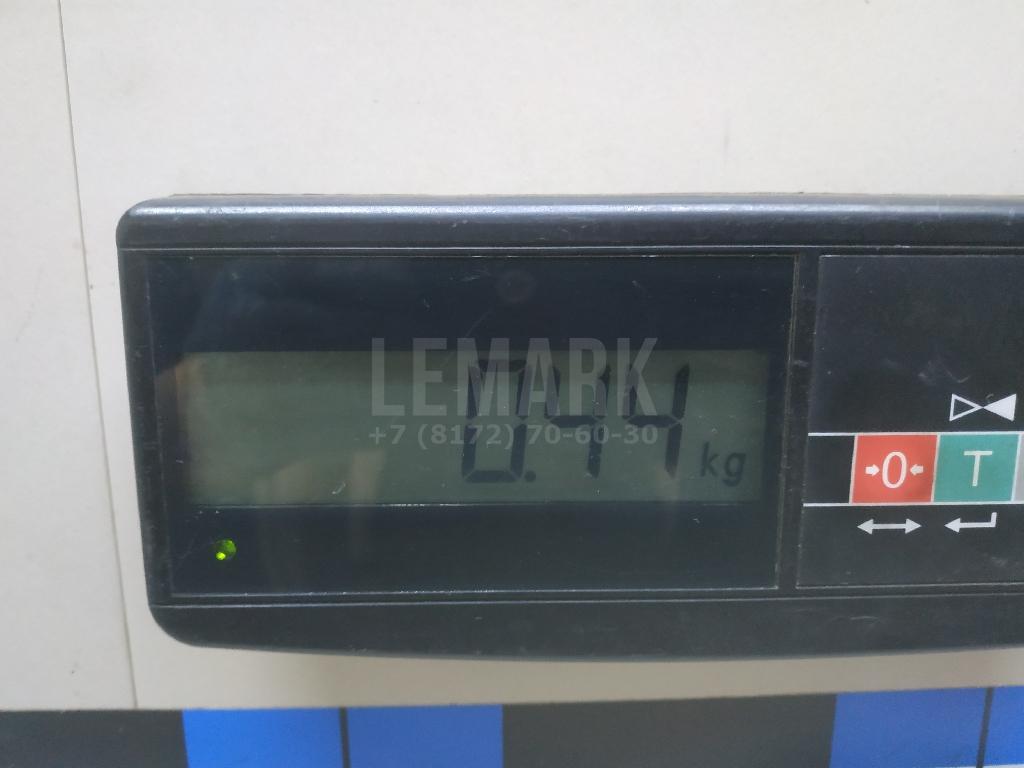 LEMARK
+7 (8172) 70-60-30
0.44 kg
→0←
T